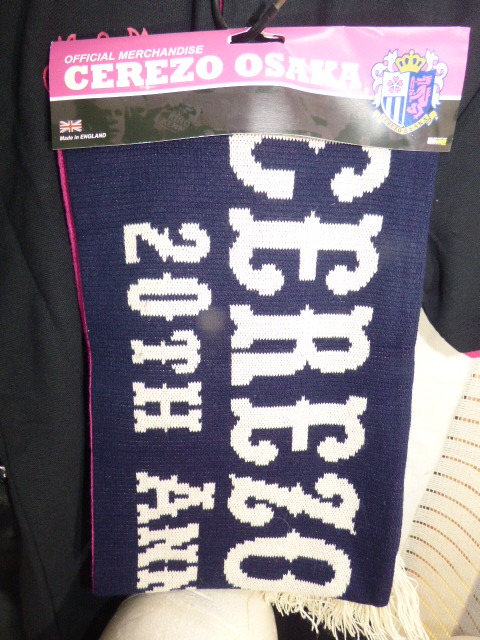 OFFICIAL MERCHANDISE
CEREZO OSAKA
Made in ENGLAND
CEREZO
20TH ANN